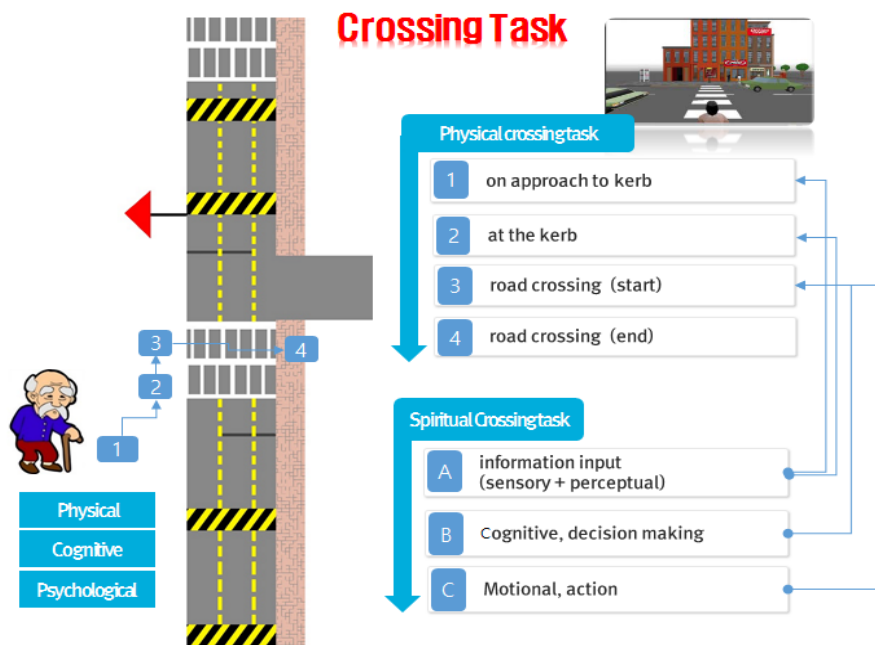 Crossing Task
Physical crossing task
1 on approach to kerb
2 at the kerb
3 road crossing (start)
4 road crossing (end)
3
4
2
1
Physical
Cognitive
Psychological
Spiritual Crossing task
A information input
(sensory + perceptual)
B Cognitive, decision making
C Motional, action